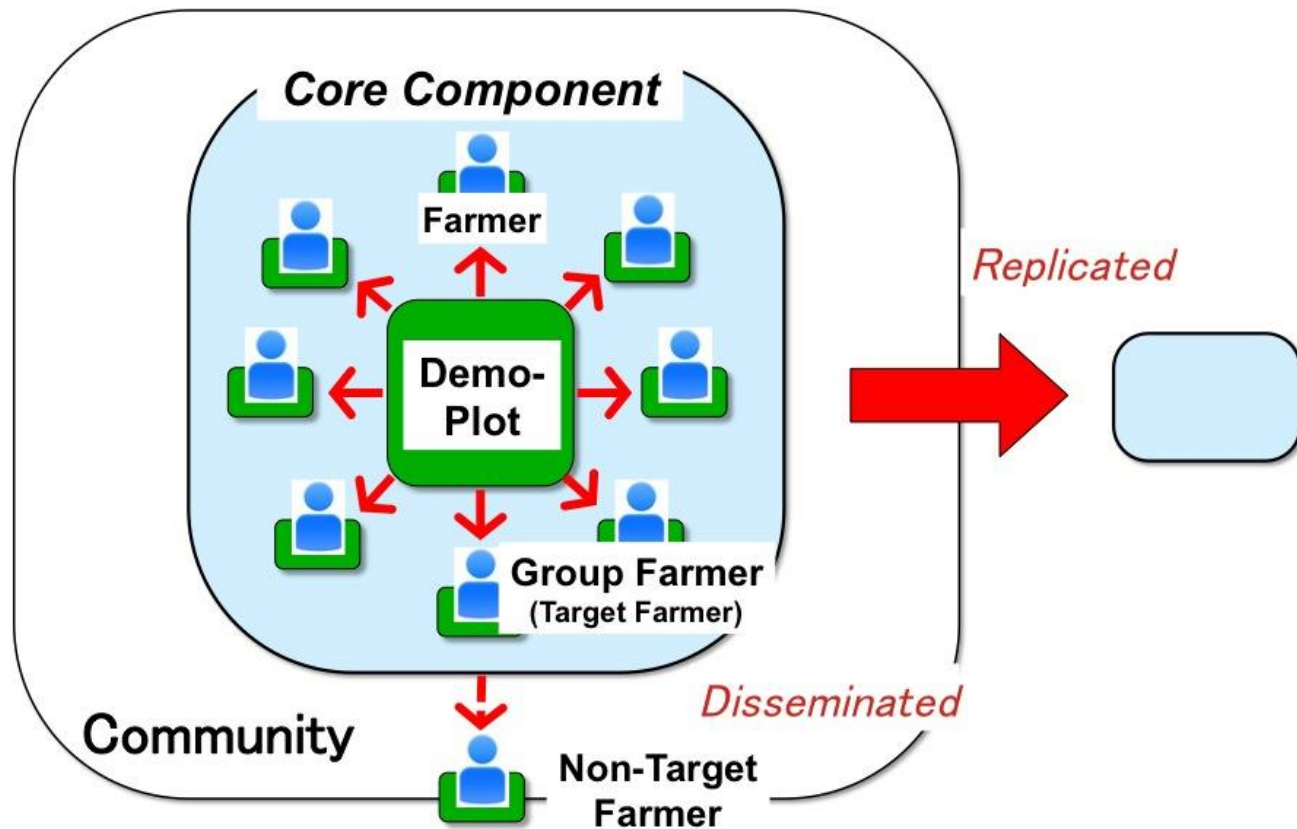 Core Component
Farmer
Replicated
Demo-
Plot
Group Farmer
(Target Farmer)
Disseminated
Community
Non-Target
Farmer